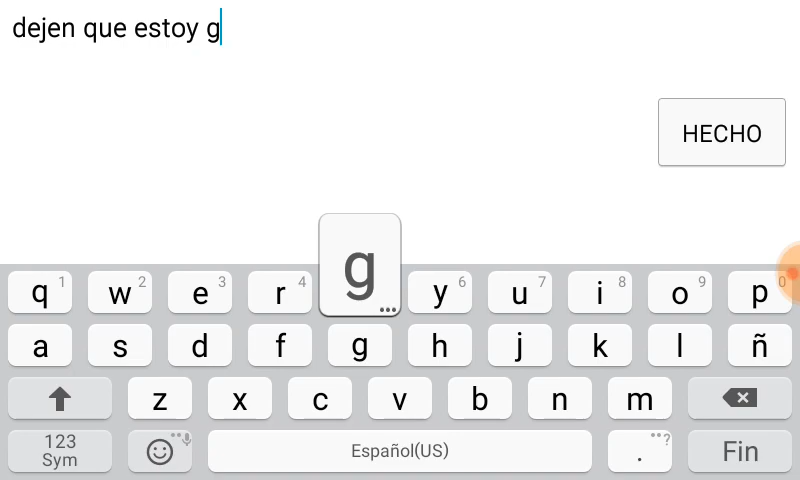 dejen que estoy g
HECHO
g
q 1 w 2 e 3 r 4 y 6 u 7 i 8 o 9 p 0
a s d f g h j k l ñ
z x c v b n m
123 Sym Español(US) . ? Fin